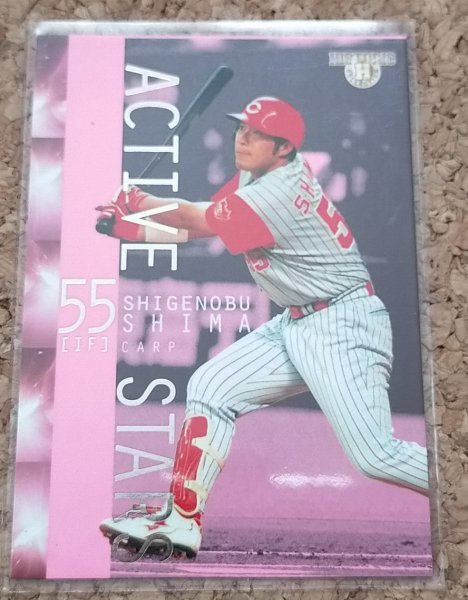 ACTIVE STARS
55
[IF]
SHIGENOBU
SHIMA
CARP
C